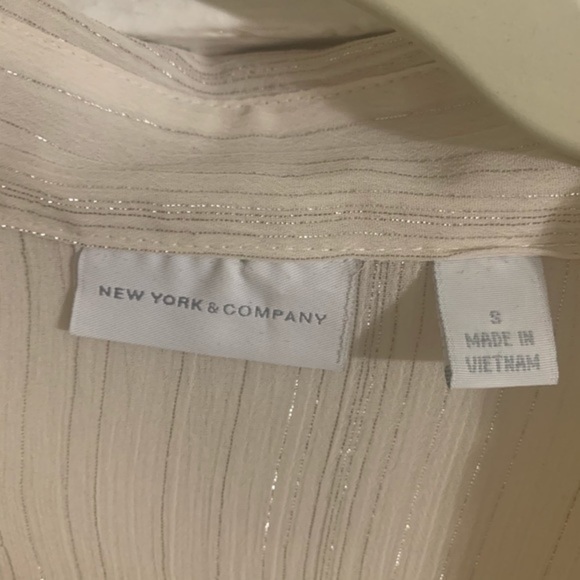 NEW YORK & COMPANY
S
MADE IN
VIETNAM